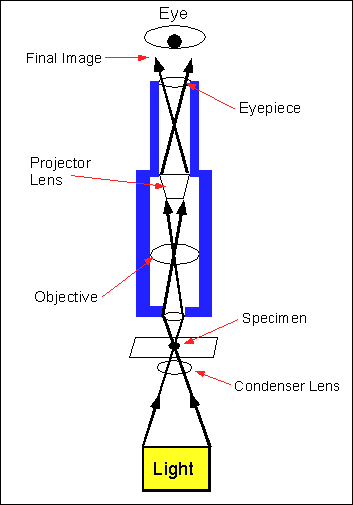 Eye
Final Image
Eyepiece
Projector
Lens
Objective
Specimen
Condenser Lens
Light